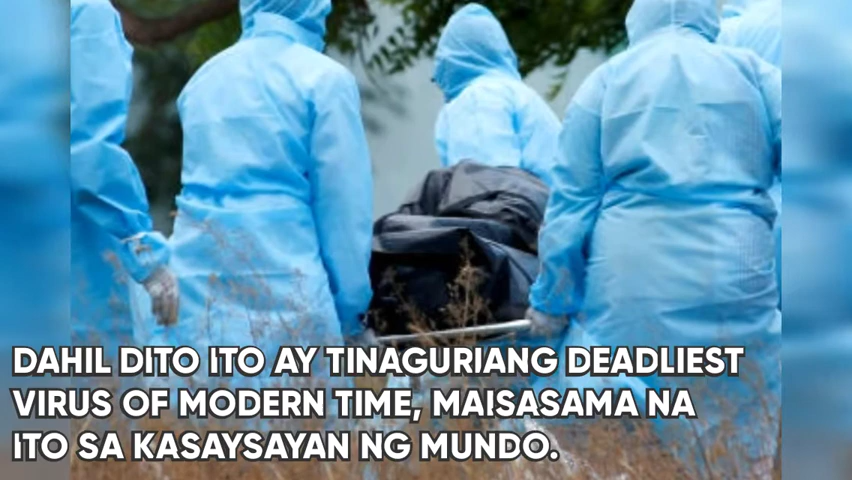 DAHIL DITO ITO AY TINAGURIANG DEADLIEST
VIRUS OF MODERN TIME, MAISASAMA NA
ITO SA KASAYSAYAN NG MUNDO.